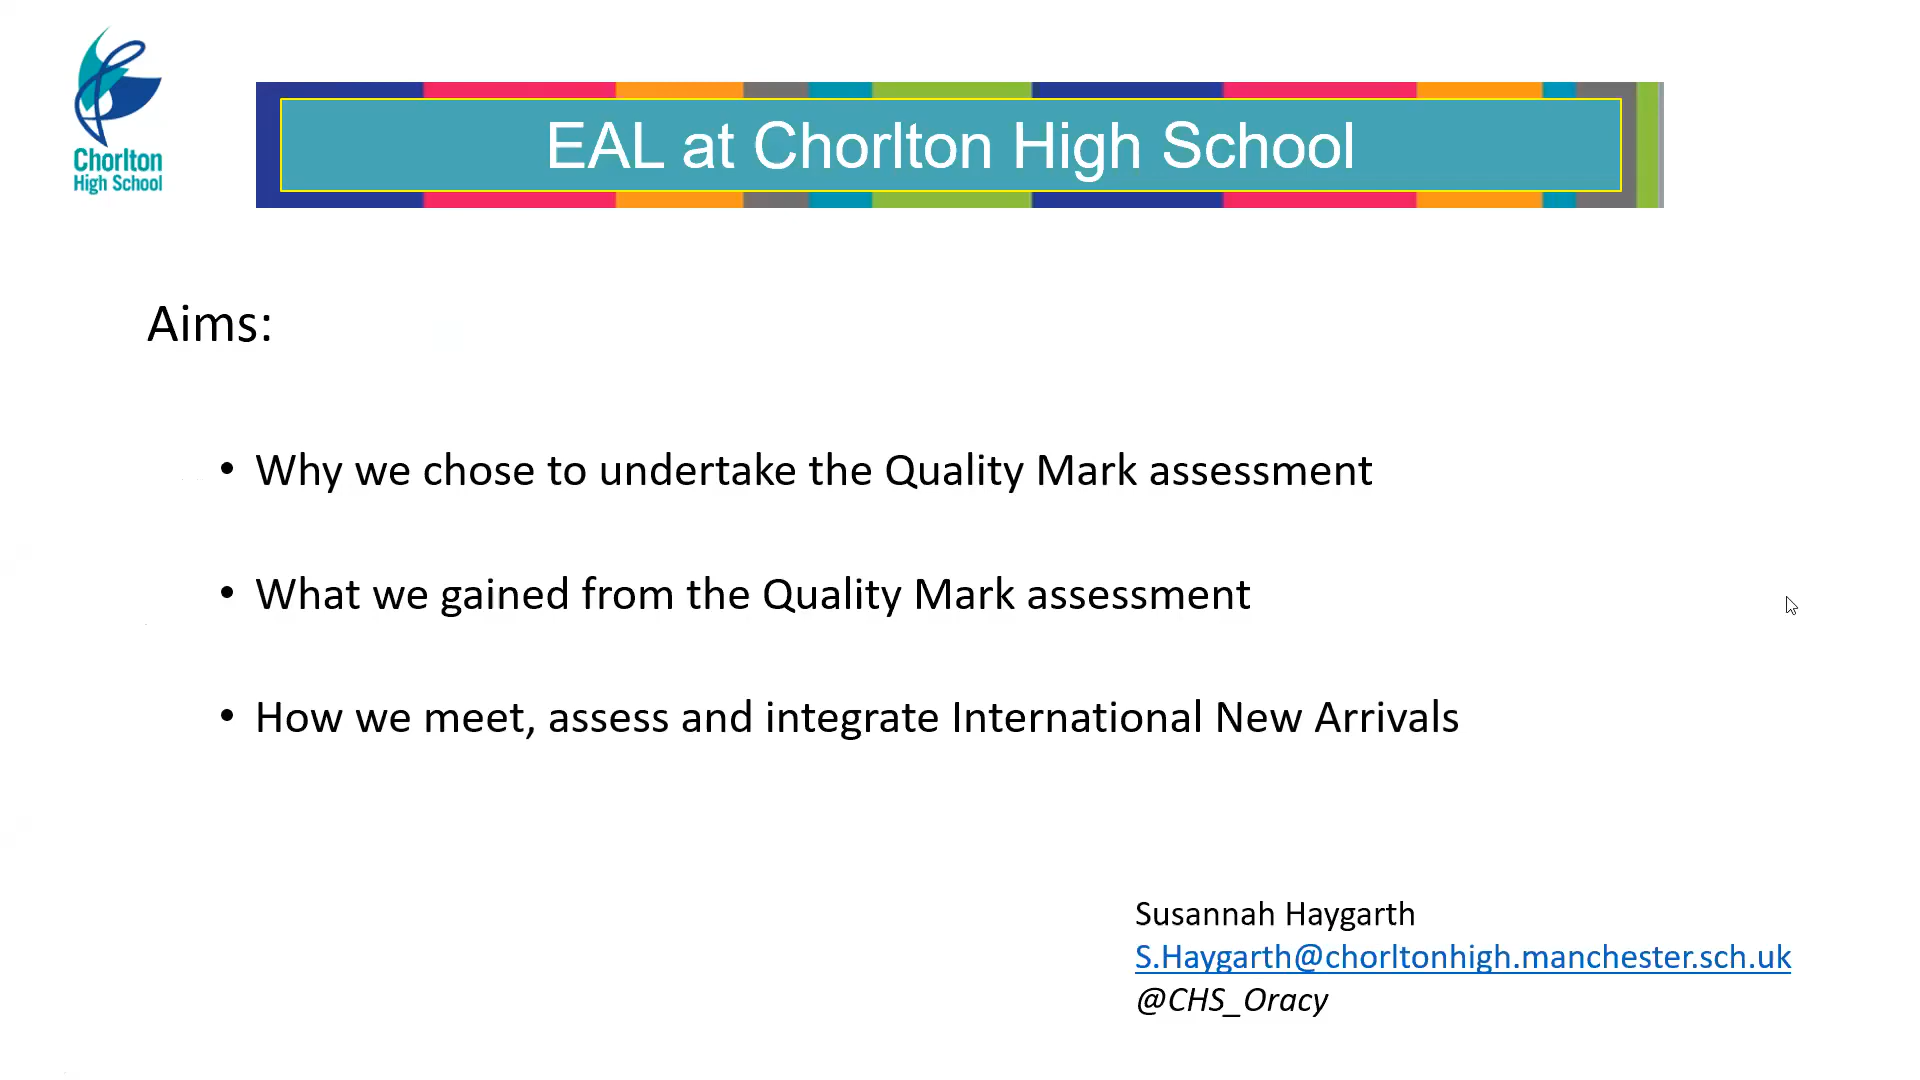 Chorlton
High School
EAL at Chorlton High School
Aims:
• Why we chose to undertake the Quality Mark assessment
• What we gained from the Quality Mark assessment
• How we meet, assess and integrate International New Arrivals
Susannah Haygarth
S.Haygarth@chorltonhigh.manchester.sch.uk
@CHS_Oracy